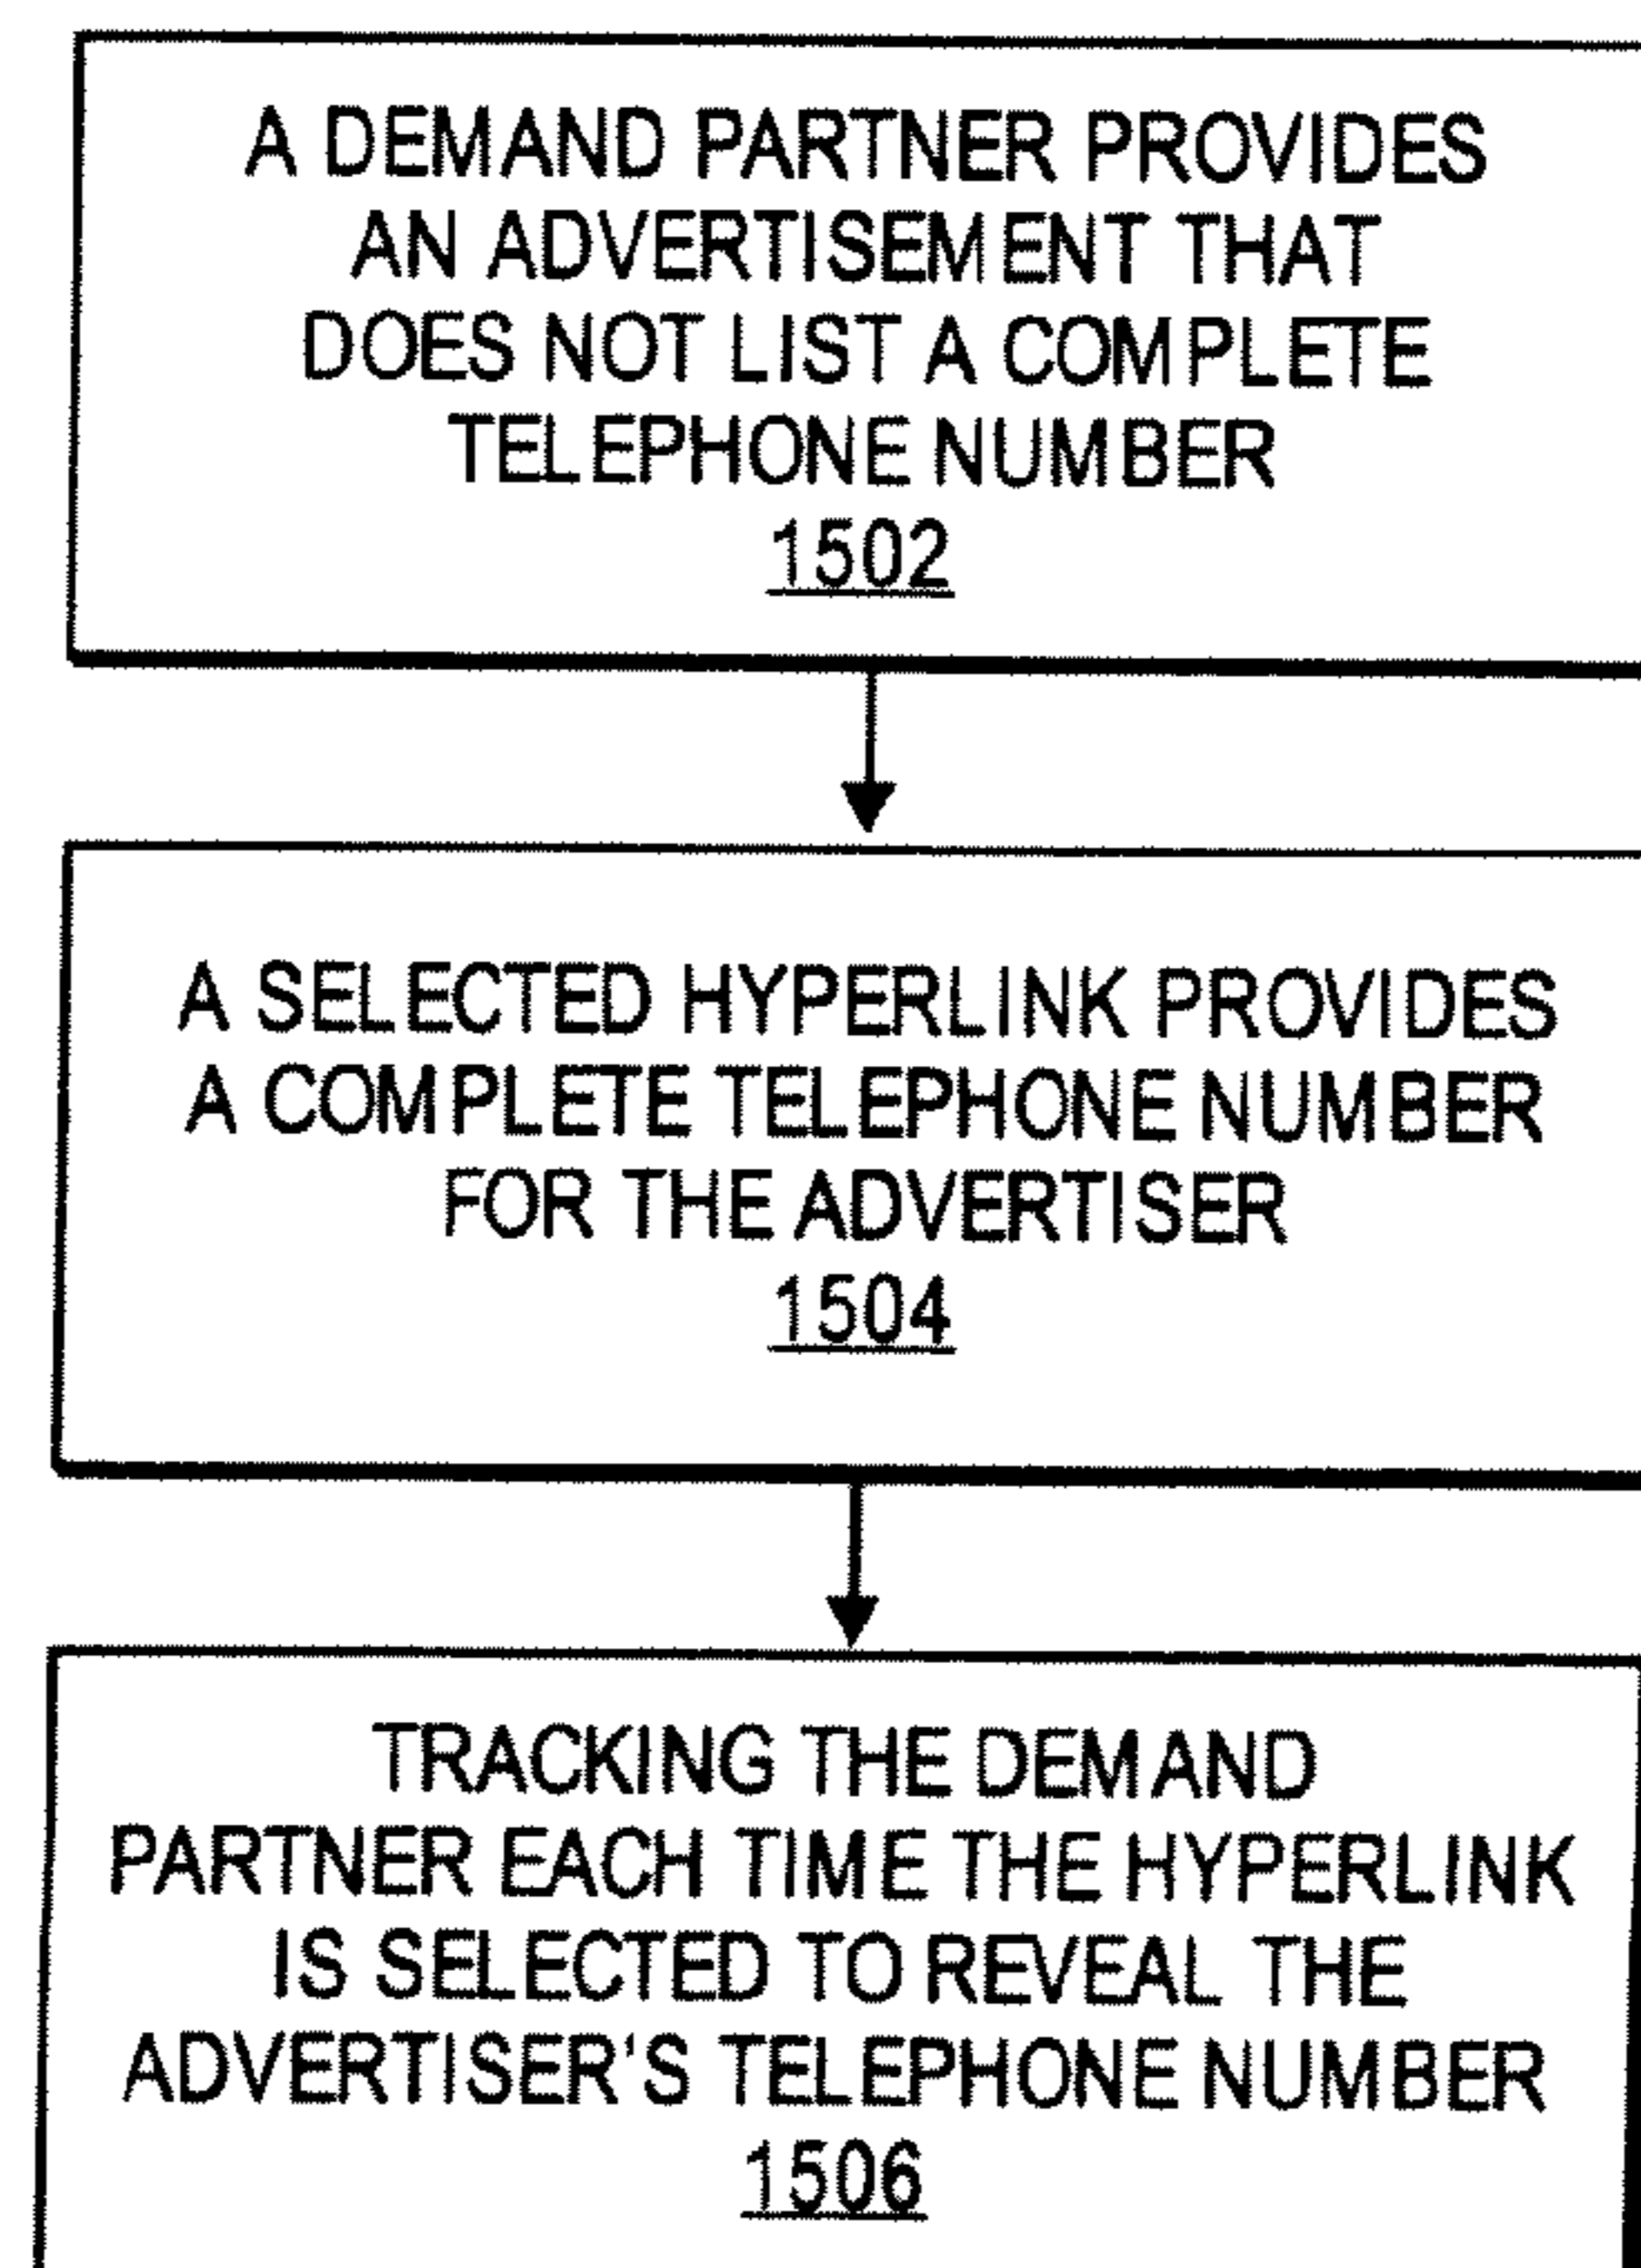 A DEMAND PARTNER PROVIDES
AN ADVERTISEMENT THAT
DOES NOT LIST A COMPLETE
TELEPHONE NUMBER
1502
A SELECTED HYPERLINK PROVIDES
A COMPLETE TELEPHONE NUMBER
FOR THE ADVERTISER
1504
TRACKING THE DEMAND
PARTNER EACH TIME THE HYPERLINK
IS SELECTED TO REVEAL THE
ADVERTISER'S TELEPHONE NUMBER
1506